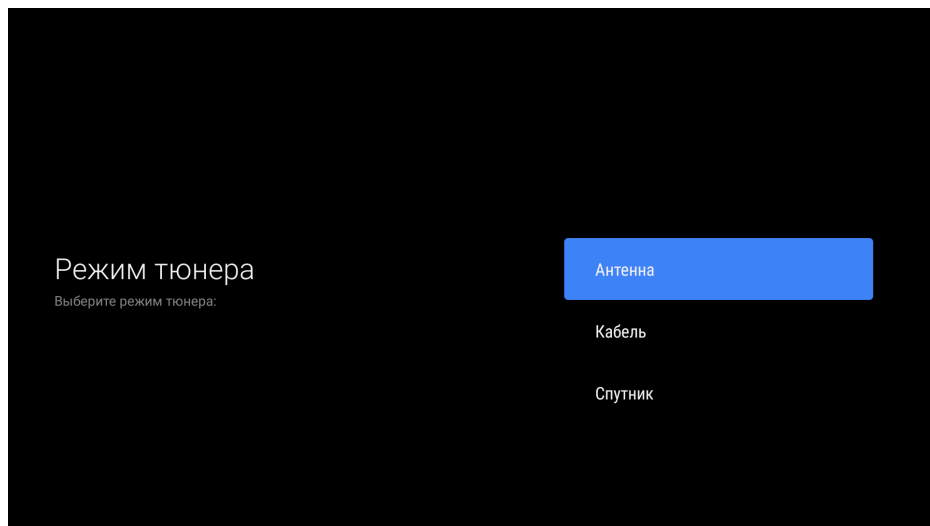 Режим тюнера
Выберите режим тюнера:
Антенна
Кабель
Спутник